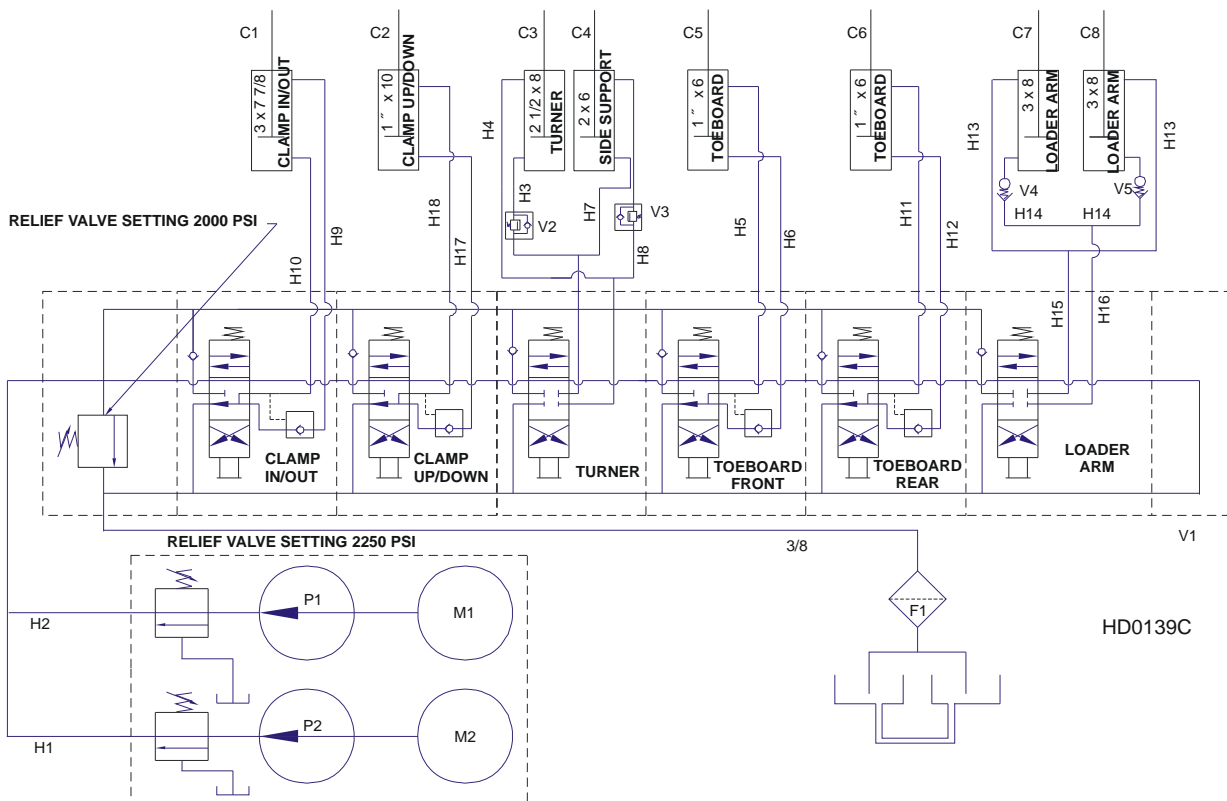 C1
C2
C3
C4
C5
C6
C7
C8
3 x 7 7/8
CLAMP IN/OUT
1 ″ x 10
CLAMP UP/DOWN
2 1/2 x 8
TURNER
2 x 6
SIDE SUPPORT
1 ″ x 6
TOEBOARD
1 ″ x 6
TOEBOARD
3 x 8
LOADER ARM
3 x 8
LOADER ARM
H4
H13
H13
H3
H7
V2
V3
V4
V5
H14
H14
RELIEF VALVE SETTING 2000 PSI
H9
H10
H18
H17
H8
H5
H6
H11
H12
H15
H16
CLAMP
IN/OUT
CLAMP
UP/DOWN
TURNER
TOEBOARD
FRONT
TOEBOARD
REAR
LOADER
ARM
V1
RELIEF VALVE SETTING 2250 PSI
3/8
P1
M1
F1
H2
HD0139C
P2
M2
H1